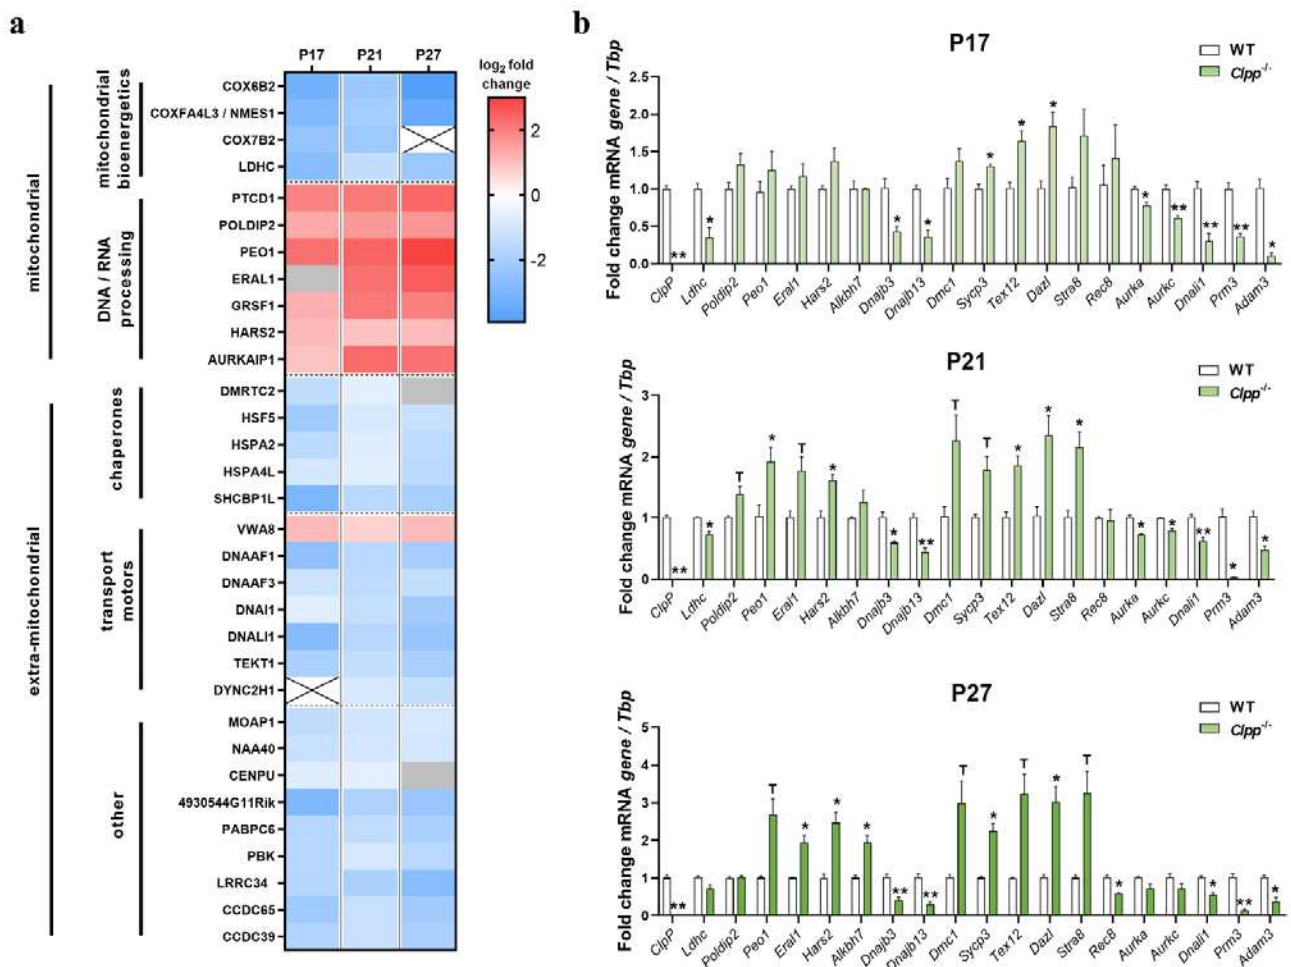 a
P17 P21 P27
log2 fold
change
2
0
-2
mitochondrial
mitochondrial
bioenergetics
COX6B2
COXFA4L3 / NMES1
COX7B2
LDHC
DNA / RNA
processing
PTCD1
POLDIP2
PEO1
ERAL1
GRSF1
HARS2
AURKAIP1
extra-mitochondrial
chaperones
DMRTC2
HSF5
HSPA2
HSPA4L
SHCBP1L
transport
motors
VWA8
DNAAF1
DNAAF3
DNAI1
DNALI1
TEKT1
DYNC2H1
other
MOAP1
NAA40
CENPU
4930544G11Rik
PABPC6
PBK
LRRC34
CCDC65
CCDC39
b
P17
WT
Clpp-/-
Fold change mRNA gene / Tbp
2.5
2.0
1.5
1.0
0.5
0.0
** * * * * * * * ** ** ** *
ClpP Ldhc Poldip2 Peo1 Eral1 Hars2 Alkbh7 Dnajb3 Dnajb13 Dmc1 Sycp3 Tex12 Dazl Stra8 Rec8 Aurka Aurkc Dnali1 Prm3 Adam3
P21
WT
Clpp-/-
Fold change mRNA gene / Tbp
3
2
1
0
** * T * T * * ** T T * * * * * ** * *
ClpP Ldhc Poldip2 Peo1 Eral1 Hars2 Alkbh7 Dnajb3 Dnajb13 Dmc1 Sycp3 Tex12 Dazl Stra8 Rec8 Aurka Aurkc Dnali1 Prm3 Adam3
P27
WT
Clpp-/-
Fold change mRNA gene / Tbp
5
4
3
2
1
0
** T * * * ** ** T * T * T * * ** *
ClpP Ldhc Poldip2 Peo1 Eral1 Hars2 Alkbh7 Dnajb3 Dnajb13 Dmc1 Sycp3 Tex12 Dazl Stra8 Rec8 Aurka Aurkc Dnali1 Prm3 Adam3